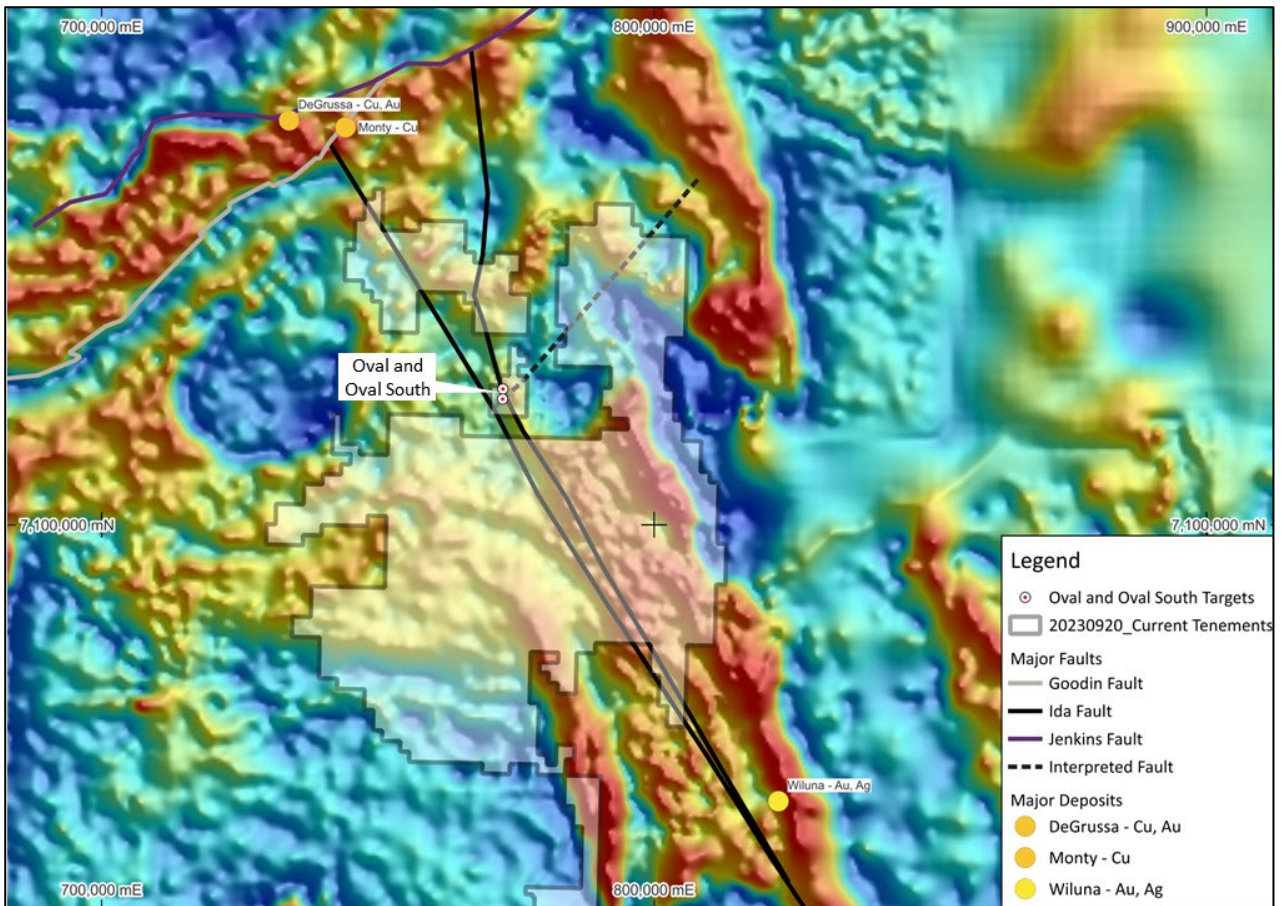 700,000 mE
800,000 mE
900,000 mE
DeGrussa - Cu, Au
Monty - Cu
Oval and
Oval South
7,100,000 mN
7,100,000 mN
Wiluna - Au, Ag
Legend
Oval and Oval South Targets
20230920_Current Tenements
Major Faults
Goodin Fault
Ida Fault
Jenkins Fault
Interpreted Fault
Major Deposits
DeGrussa - Cu, Au
Monty - Cu
Wiluna - Au, Ag
700,000 mE
800,000 mE